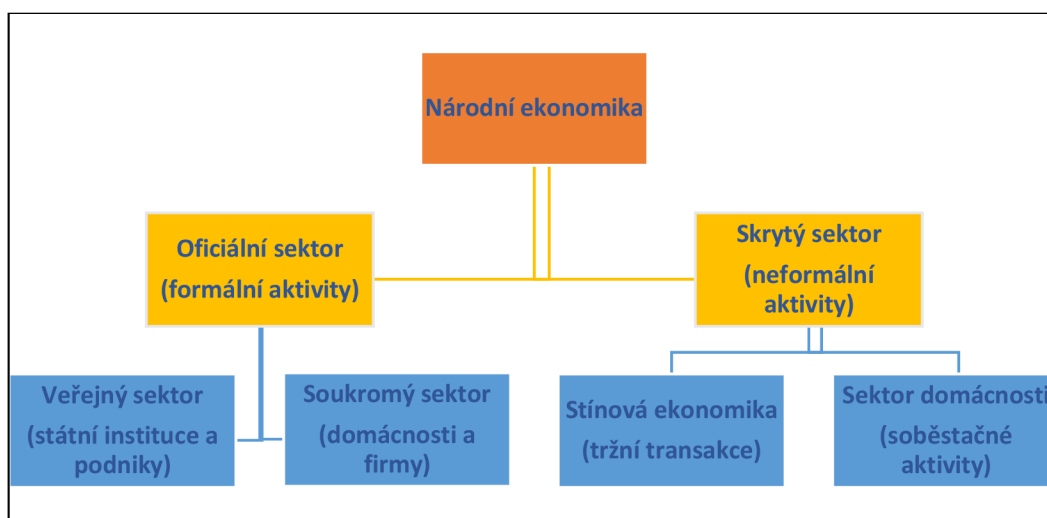 Národní ekonomika
Oficiální sektor
(formální aktivity)
Skrytý sektor
(neformální
aktivity)
Veřejný sektor
(státní instituce a
podniky)
Soukromý sektor
(domácnosti a
firmy)
Stínová ekonomika
(tržní transakce)
Sektor domácnosti
(soběstačné
aktivity)